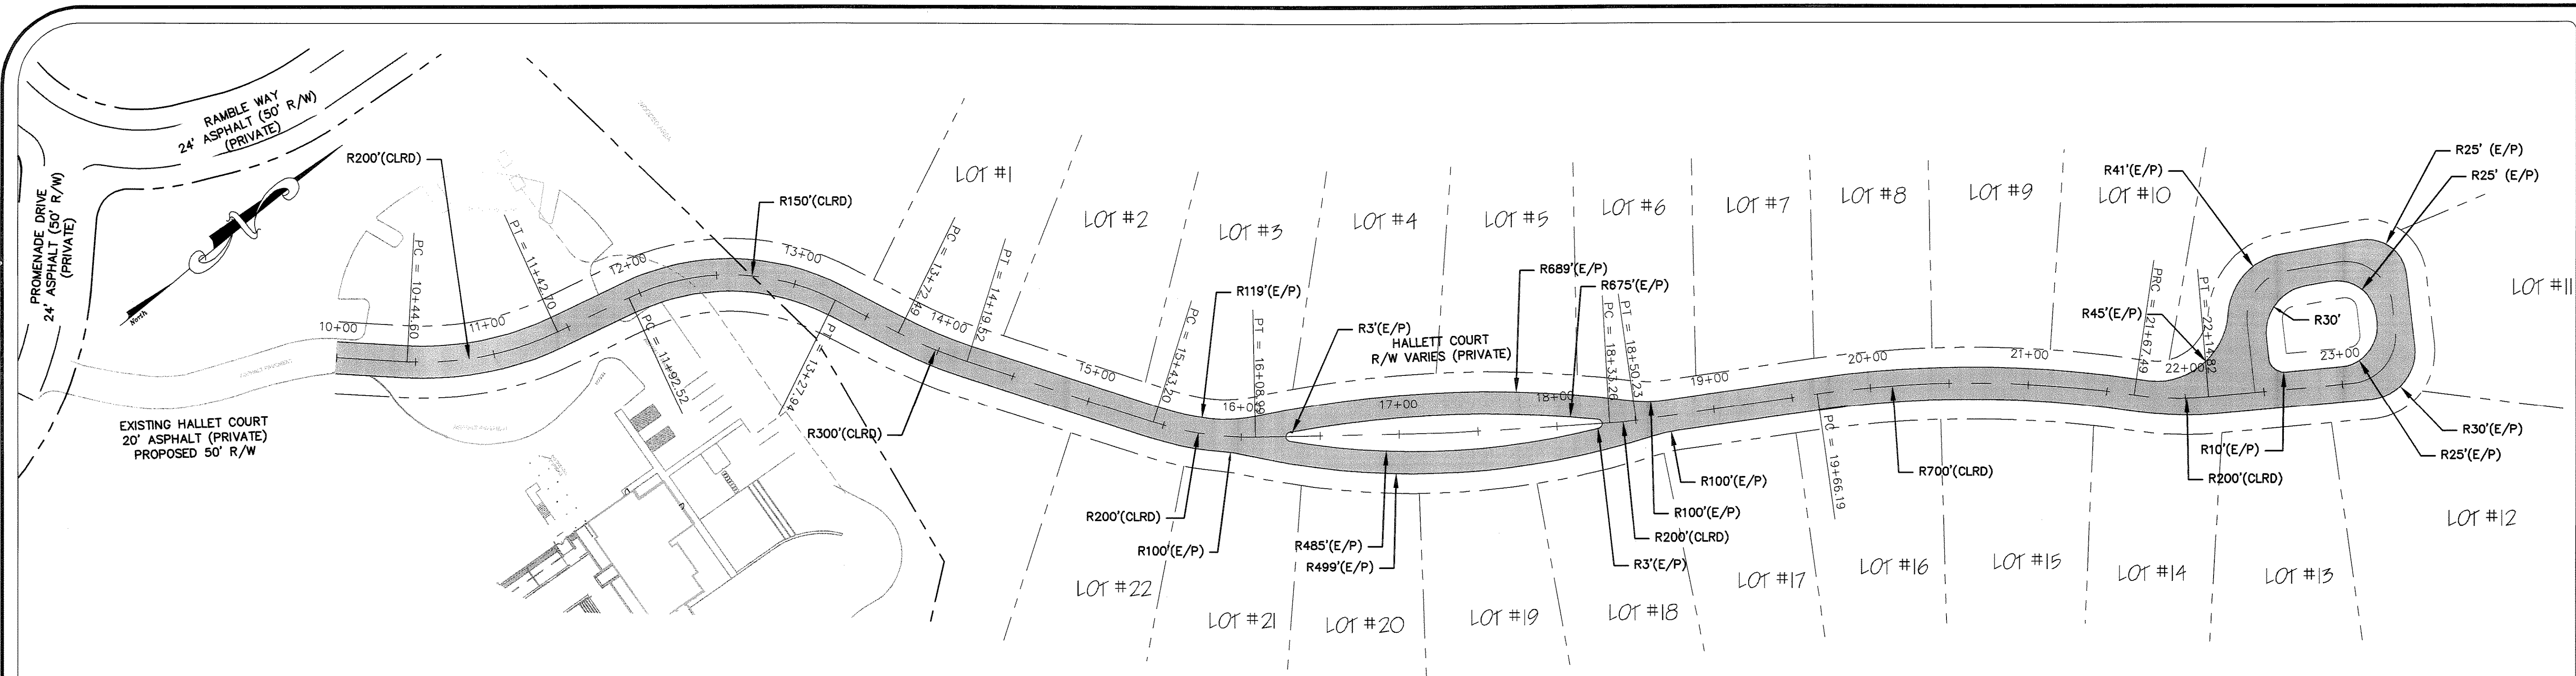 RAMBLE WAY
24' ASPHALT (50' R/W)
(PRIVATE)
PROMENADE DRIVE
24' ASPHALT (50' R/W)
(PRIVATE)
North
EXISTING HALLET COURT
20' ASPHALT (PRIVATE)
PROPOSED 50' R/W
ASPHALT PAVEMENT
ASPHALT PAVEMENT
R200'(CLRD)
10+00
PC = 10+44.60
11+00
PT = 11+42.70
12+00
PC = 11+92.52
R150'(CLRD)
13+00
PT = 13+27.94
R300'(CLRD)
PC = 13+72.49
14+00
PT = 14+19.52
LOT #1
LOT #2
LOT #3
LOT #4
LOT #5
LOT #6
LOT #7
LOT #8
LOT #9
LOT #10
LOT #11
15+00
PC = 15+43.20
R119'(E/P)
PT = 16+08.99
16+00
R3'(E/P)
HALLETT COURT
R/W VARIES (PRIVATE)
R689'(E/P)
R675'(E/P)
17+00
18+00
PC = 18+33.26
PT = 18+50.23
19+00
PC = 19+66.19
20+00
21+00
PRC = 21+67.49
22+00
PT = 22+14.82
R45'(E/P)
R41'(E/P)
R25' (E/P)
R25' (E/P)
R30'
23+00
R30'(E/P)
R25'(E/P)
R10'(E/P)
R200'(CLRD)
R700'(CLRD)
R100'(E/P)
R100'(E/P)
R200'(CLRD)
R3'(E/P)
R485'(E/P)
R499'(E/P)
R200'(CLRD)
R100'(E/P)
LOT #22
LOT #21
LOT #20
LOT #19
LOT #18
LOT #17
LOT #16
LOT #15
LOT #14
LOT #13
LOT #12